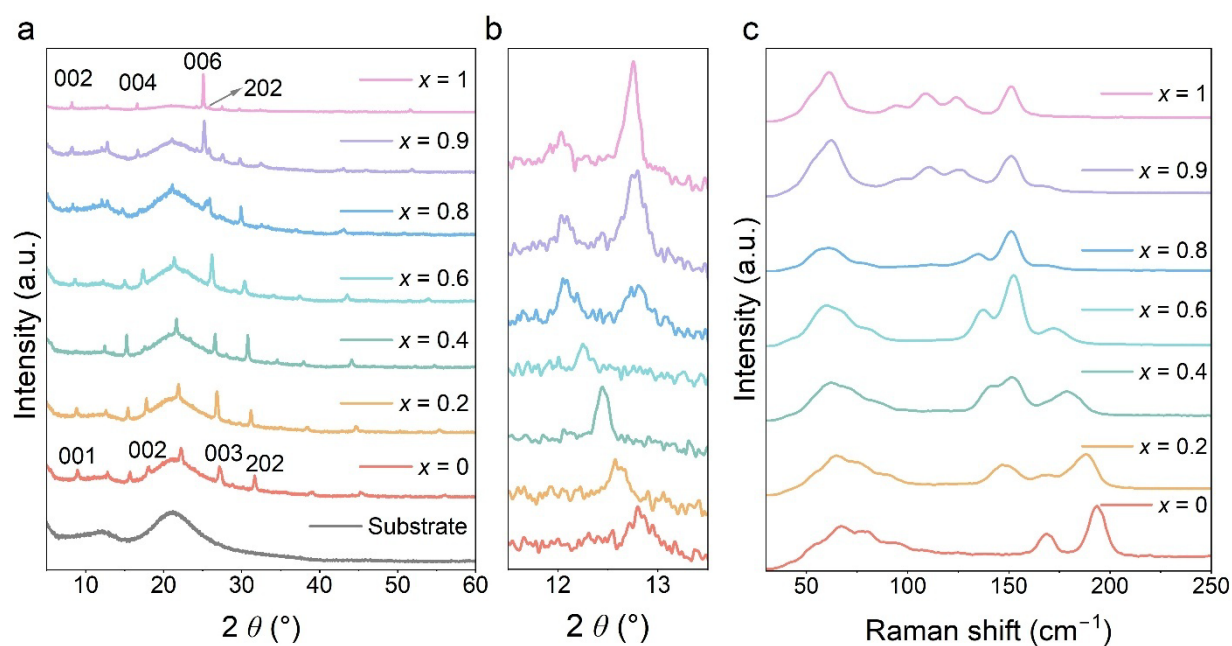 a
002
004
006
202
x = 1
x = 0.9
x = 0.8
x = 0.6
x = 0.4
x = 0.2
001
002
003
202
x = 0
Substrate
Intensity (a.u.)
10 20 30 40 50 60
2 θ (°)
b
12 13
2 θ (°)
c
x = 1
x = 0.9
x = 0.8
x = 0.6
x = 0.4
x = 0.2
x = 0
Intensity (a.u.)
50 100 150 200 250
Raman shift (cm⁻¹)